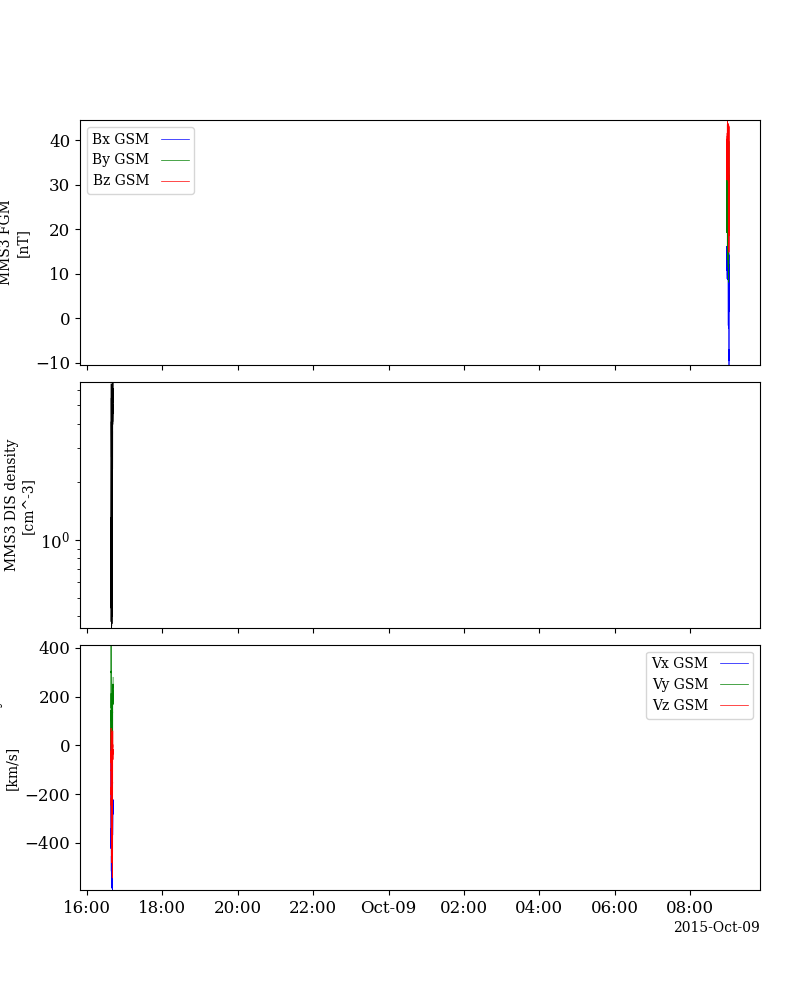 40
30
20
10
0
−10
MMS3 FGM
[nT]
Bx GSM
By GSM
Bz GSM
10^0
MMS3 DIS density
[cm^-3]
400
200
0
−200
−400
[km/s]
Vx GSM
Vy GSM
Vz GSM
16:00 18:00 20:00 22:00 Oct-09 02:00 04:00 06:00 08:00
2015-Oct-09